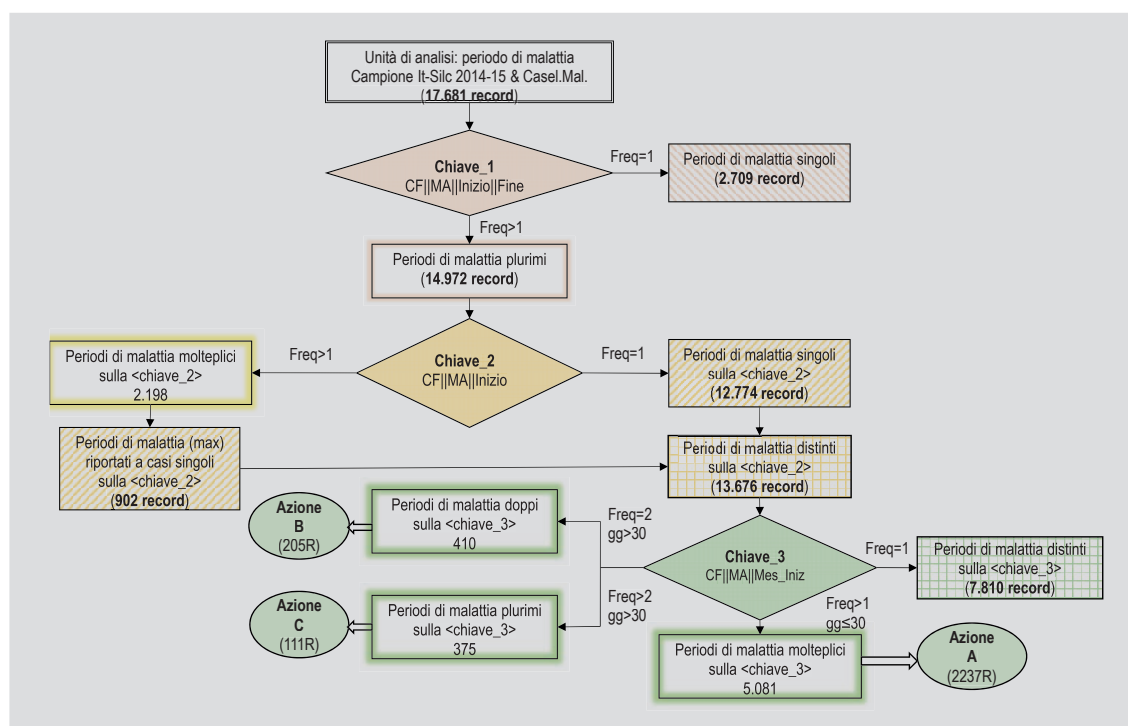 Unità di analisi: periodo di malattia
Campione It-Silc 2014-15 & Casel.Mal.
(17.681 record)
Chiave_1
CF||MA||Inizio||Fine
Freq=1
Periodi di malattia singoli
(2.709 record)
Freq>1
Periodi di malattia plurimi
(14.972 record)
Chiave_2
CF||MA||Inizio
Freq>1
Periodi di malattia molteplici
sulla <chiave_2>
2.198
Freq=1
Periodi di malattia singoli
sulla <chiave_2>
(12.774 record)
Periodi di malattia (max)
riportati a casi singoli
sulla <chiave_2>
(902 record)
Periodi di malattia distinti
sulla <chiave_2>
(13.676 record)
Chiave_3
CF||MA||Mes_Iniz
Freq=1
Periodi di malattia distinti
sulla <chiave_3>
(7.810 record)
Freq=2
gg>30
Periodi di malattia doppi
sulla <chiave_3>
410
Azione
B
(205R)
Freq>2
gg>30
Periodi di malattia plurimi
sulla <chiave_3>
375
Azione
C
(111R)
Freq>1
gg≤30
Periodi di malattia molteplici
sulla <chiave_3>
5.081
Azione
A
(2237R)